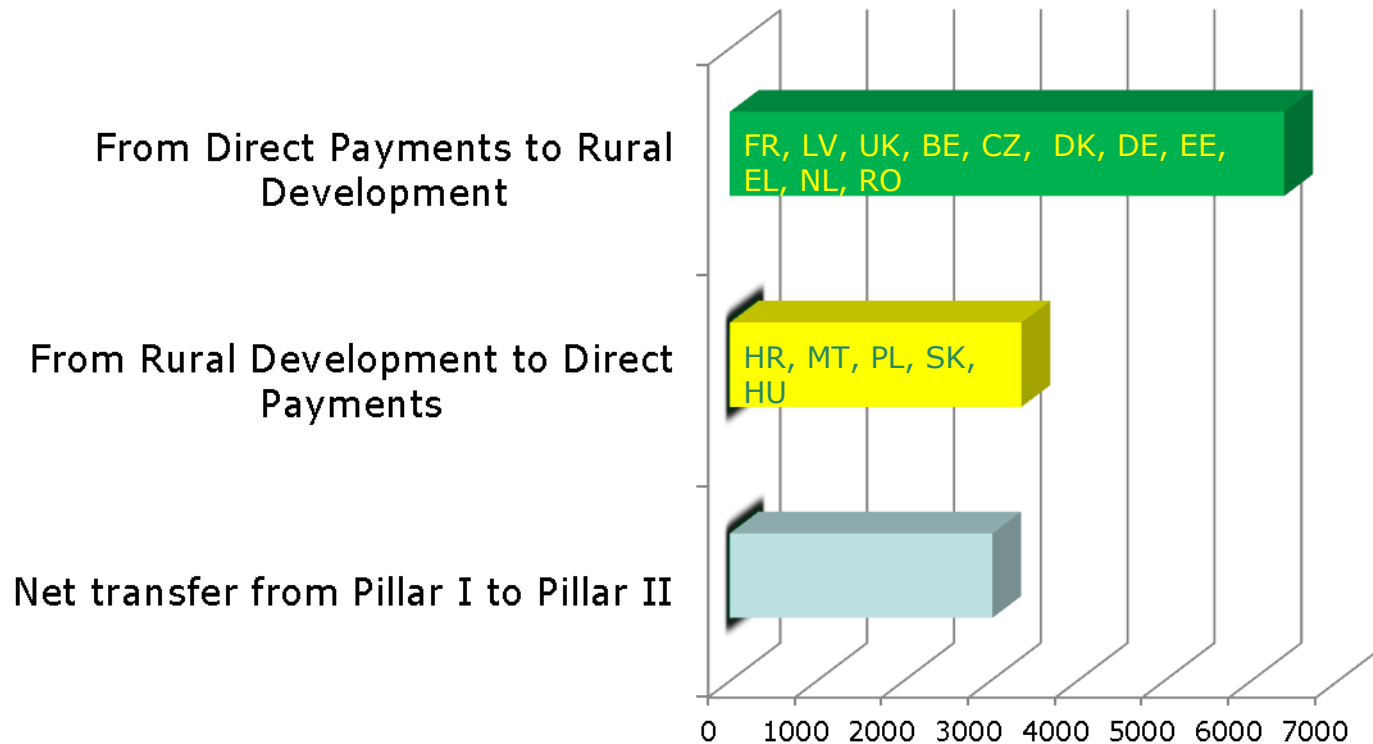 From Direct Payments to Rural
Development
FR, LV, UK, BE, CZ,  DK, DE, EE,
EL, NL, RO
From Rural Development to Direct
Payments
HR, MT, PL, SK,
HU
Net transfer from Pillar I to Pillar II
0 1000 2000 3000 4000 5000 6000 7000